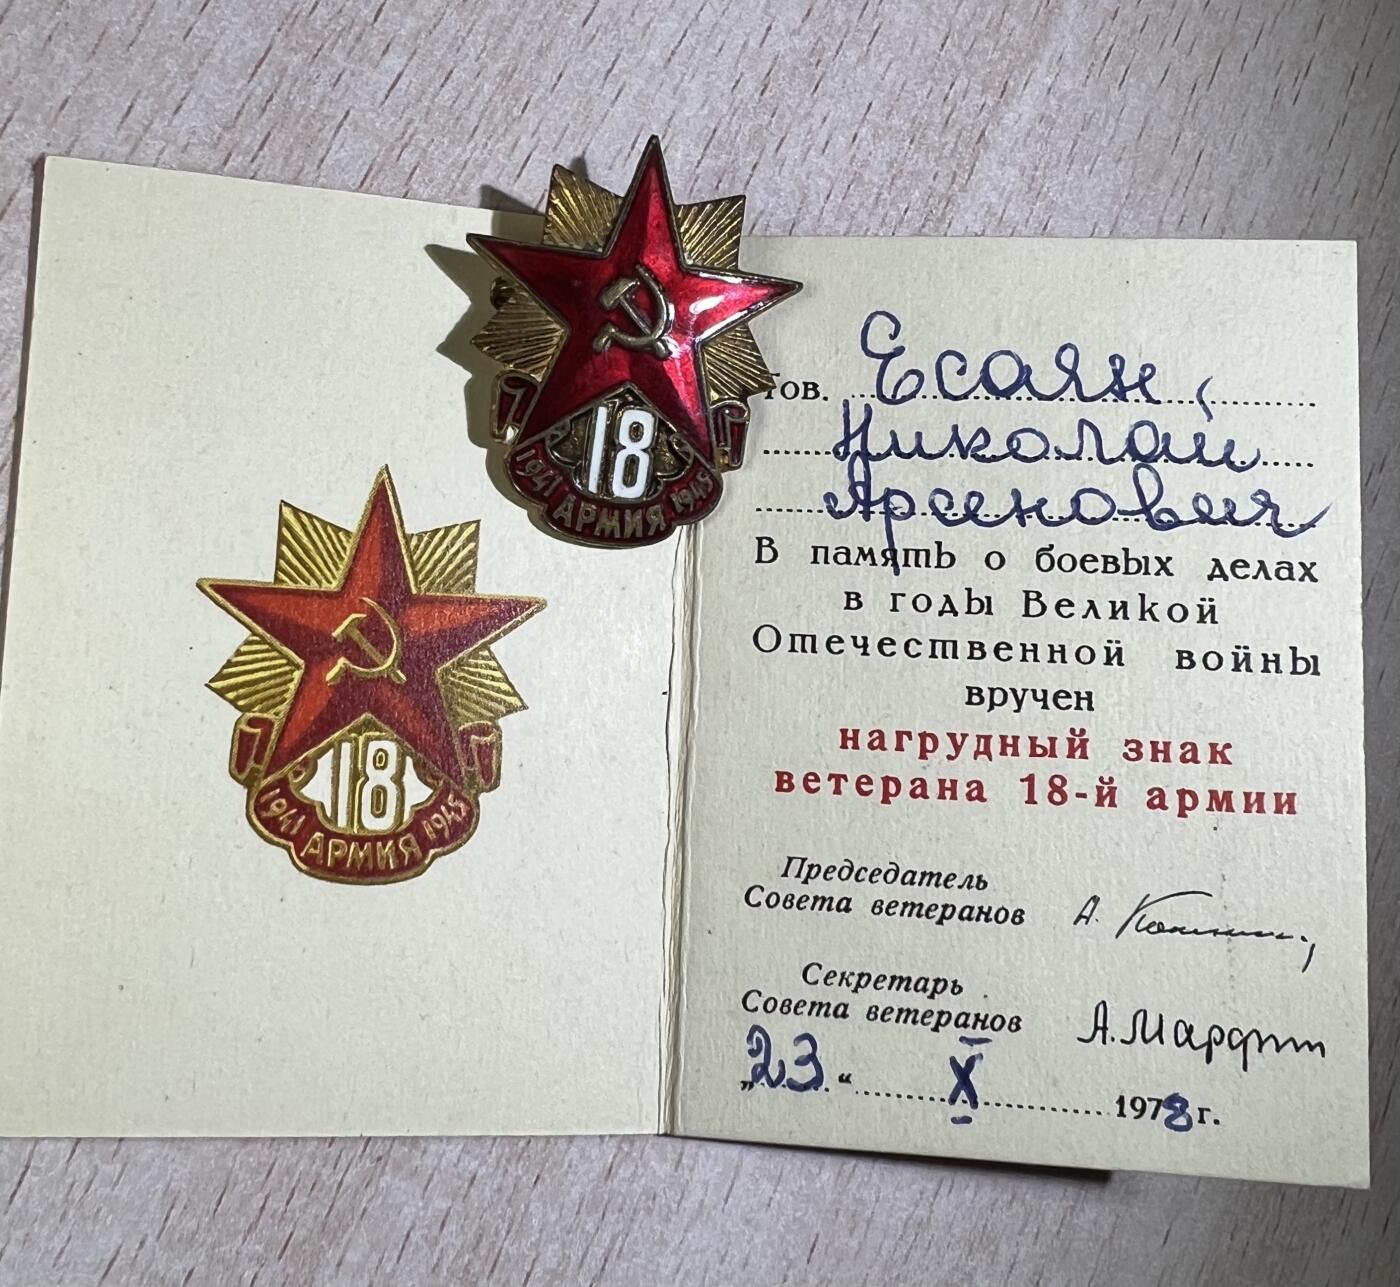 18
1941 АРМИЯ 1945
18
1941 АРМИЯ 1945
Тов. Есаян,
Николай
Арсенович
В память о боевых делах
в годы Великой
Отечественной войны
вручен
нагрудный знак
ветерана 18-й армии
Председатель
Совета ветеранов А.
Секретарь
Совета ветеранов А.
„23“ X 1978 г.